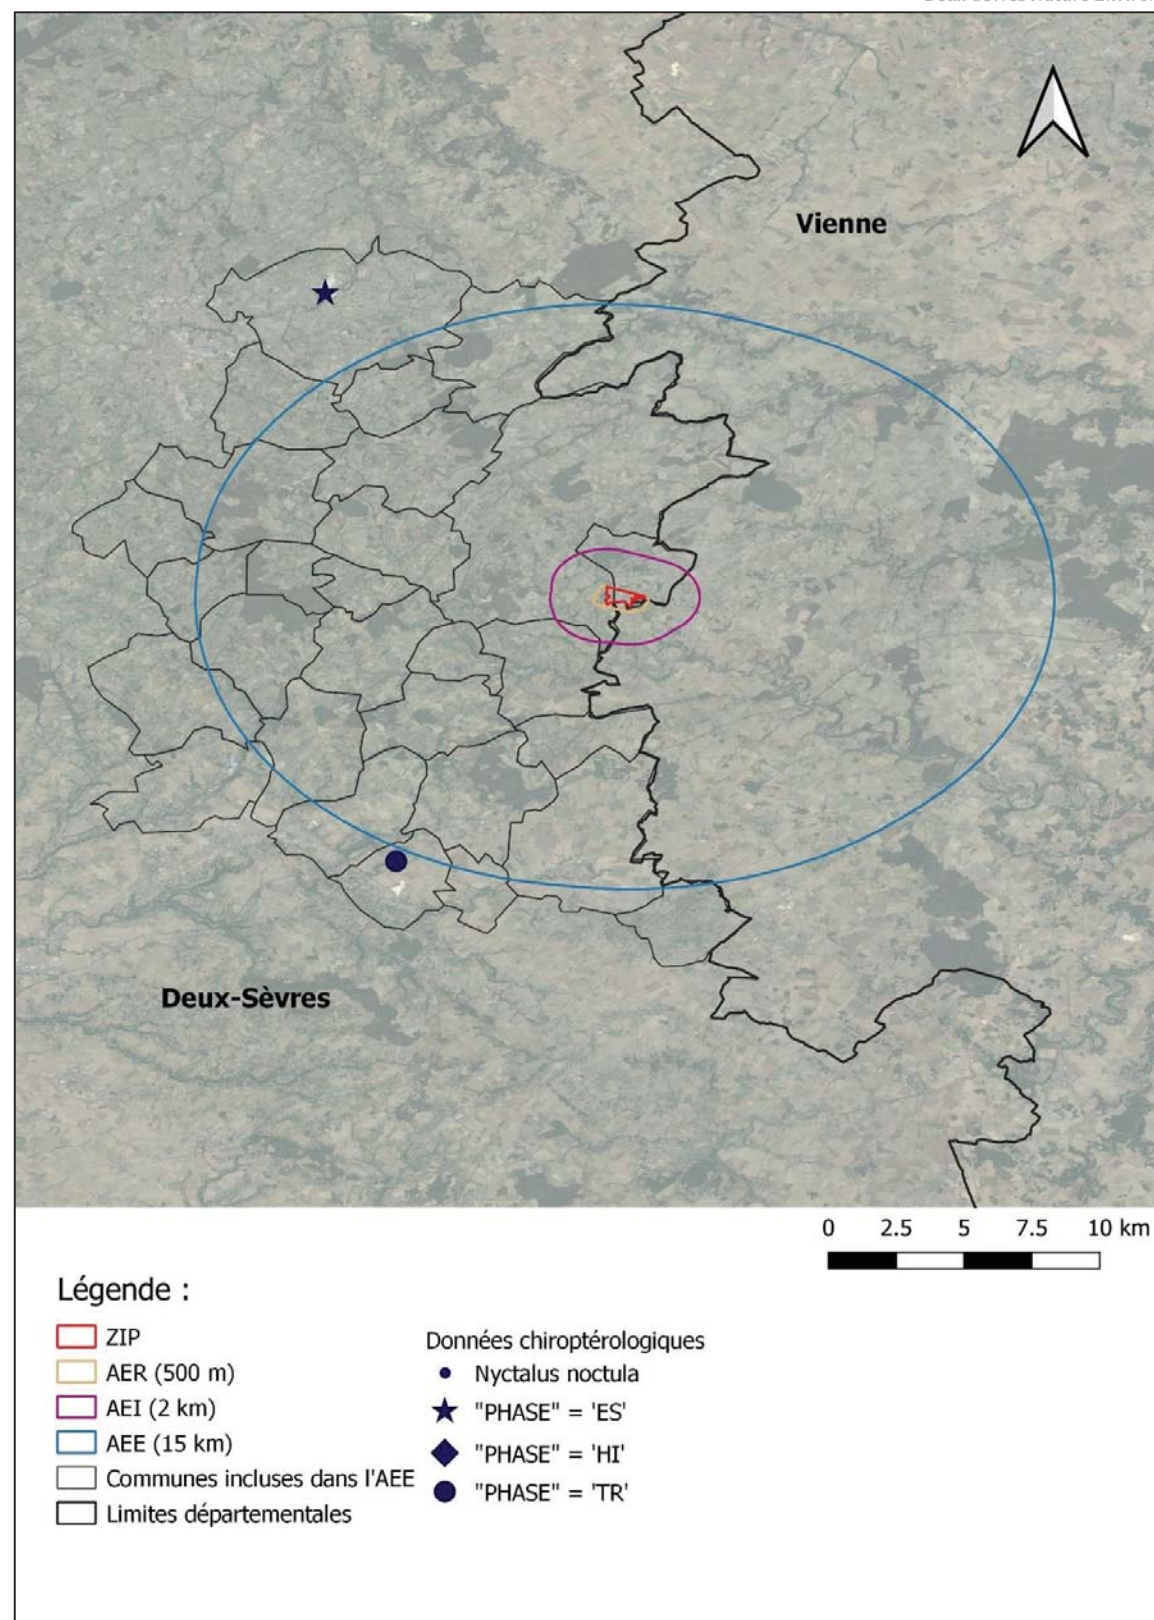 Vienne
Deux-Sèvres
0 2.5 5 7.5 10 km
Légende :
ZIP
AER (500 m)
AEI (2 km)
AEE (15 km)
Communes incluses dans l'AEE
Limites départementales
Données chiroptérologiques
Nyctalus noctula
"PHASE" = 'ES'
"PHASE" = 'HI'
"PHASE" = 'TR'